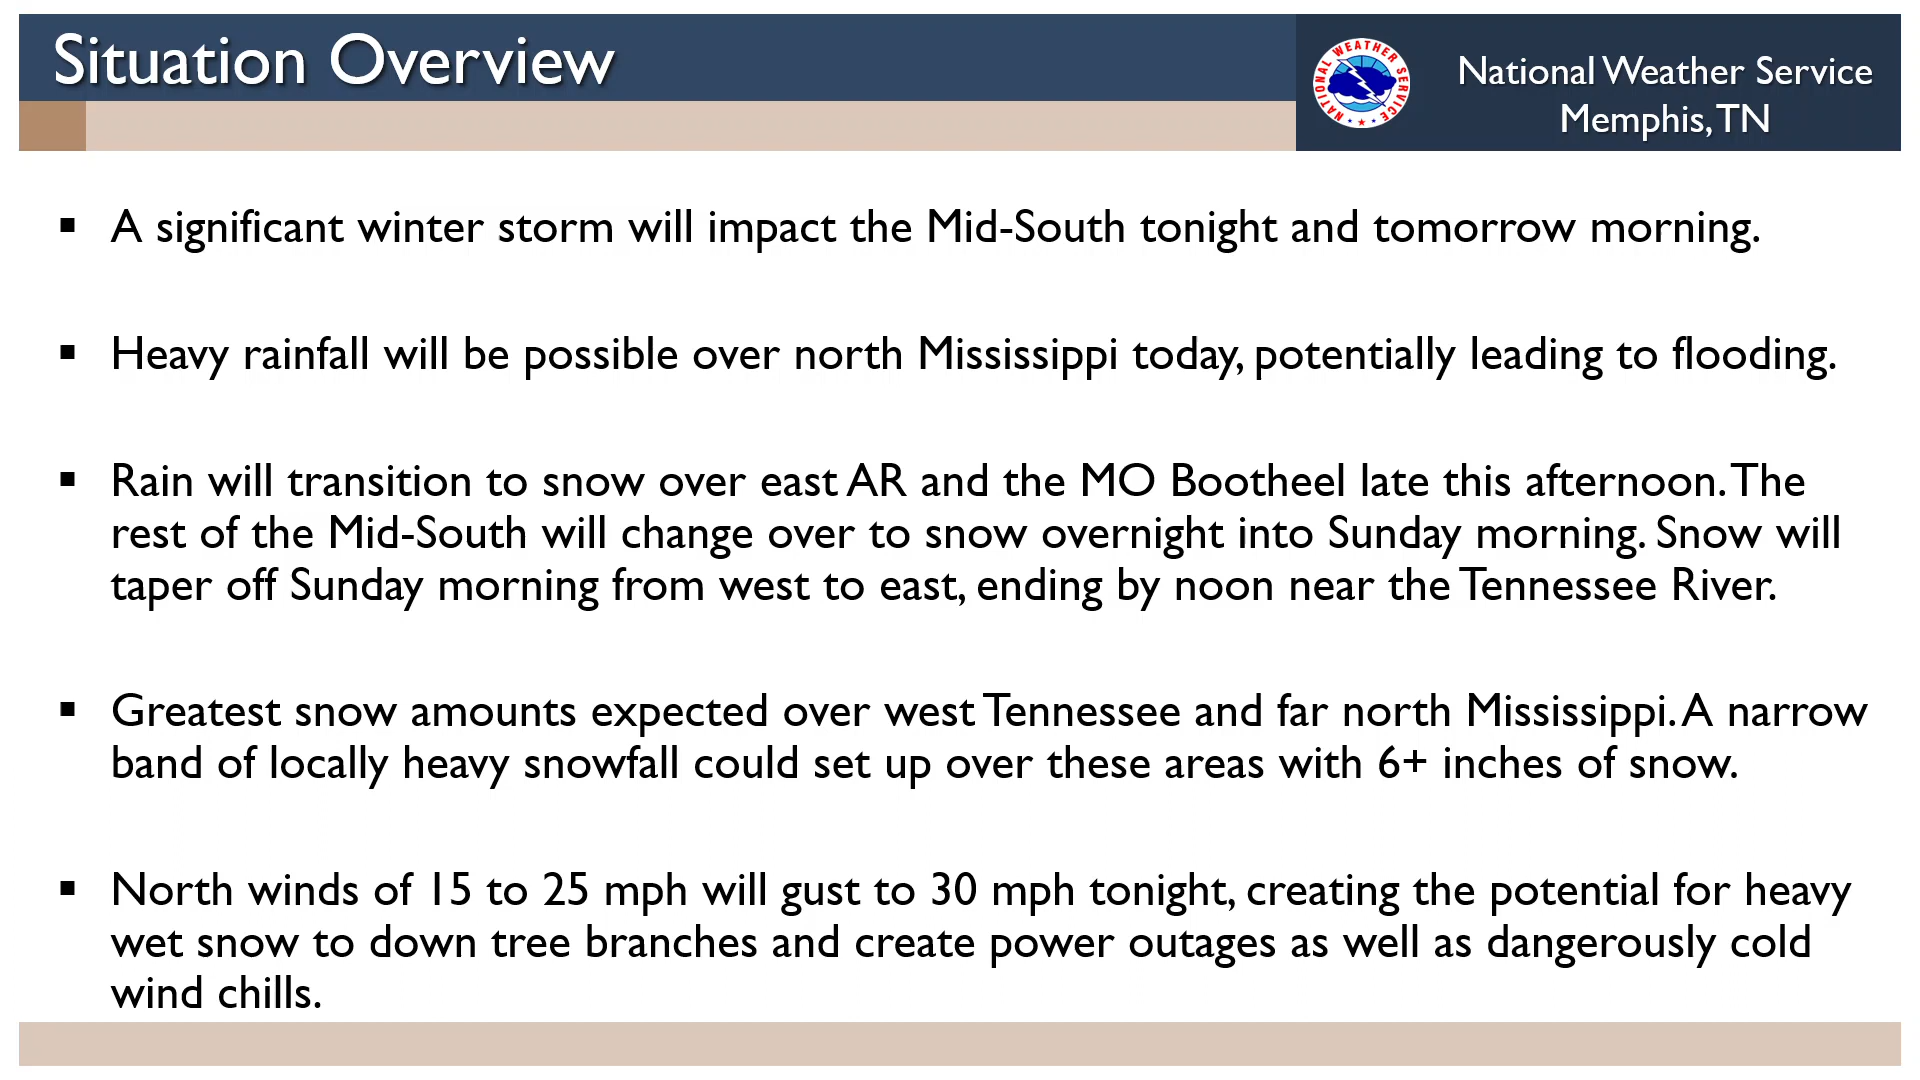 Situation Overview
NATIONAL WEATHER SERVICE
National Weather Service
Memphis, TN
▪ A significant winter storm will impact the Mid-South tonight and tomorrow morning.
▪ Heavy rainfall will be possible over north Mississippi today, potentially leading to flooding.
▪ Rain will transition to snow over east AR and the MO Bootheel late this afternoon. The
rest of the Mid-South will change over to snow overnight into Sunday morning. Snow will
taper off Sunday morning from west to east, ending by noon near the Tennessee River.
▪ Greatest snow amounts expected over west Tennessee and far north Mississippi. A narrow
band of locally heavy snowfall could set up over these areas with 6+ inches of snow.
▪ North winds of 15 to 25 mph will gust to 30 mph tonight, creating the potential for heavy
wet snow to down tree branches and create power outages as well as dangerously cold
wind chills.